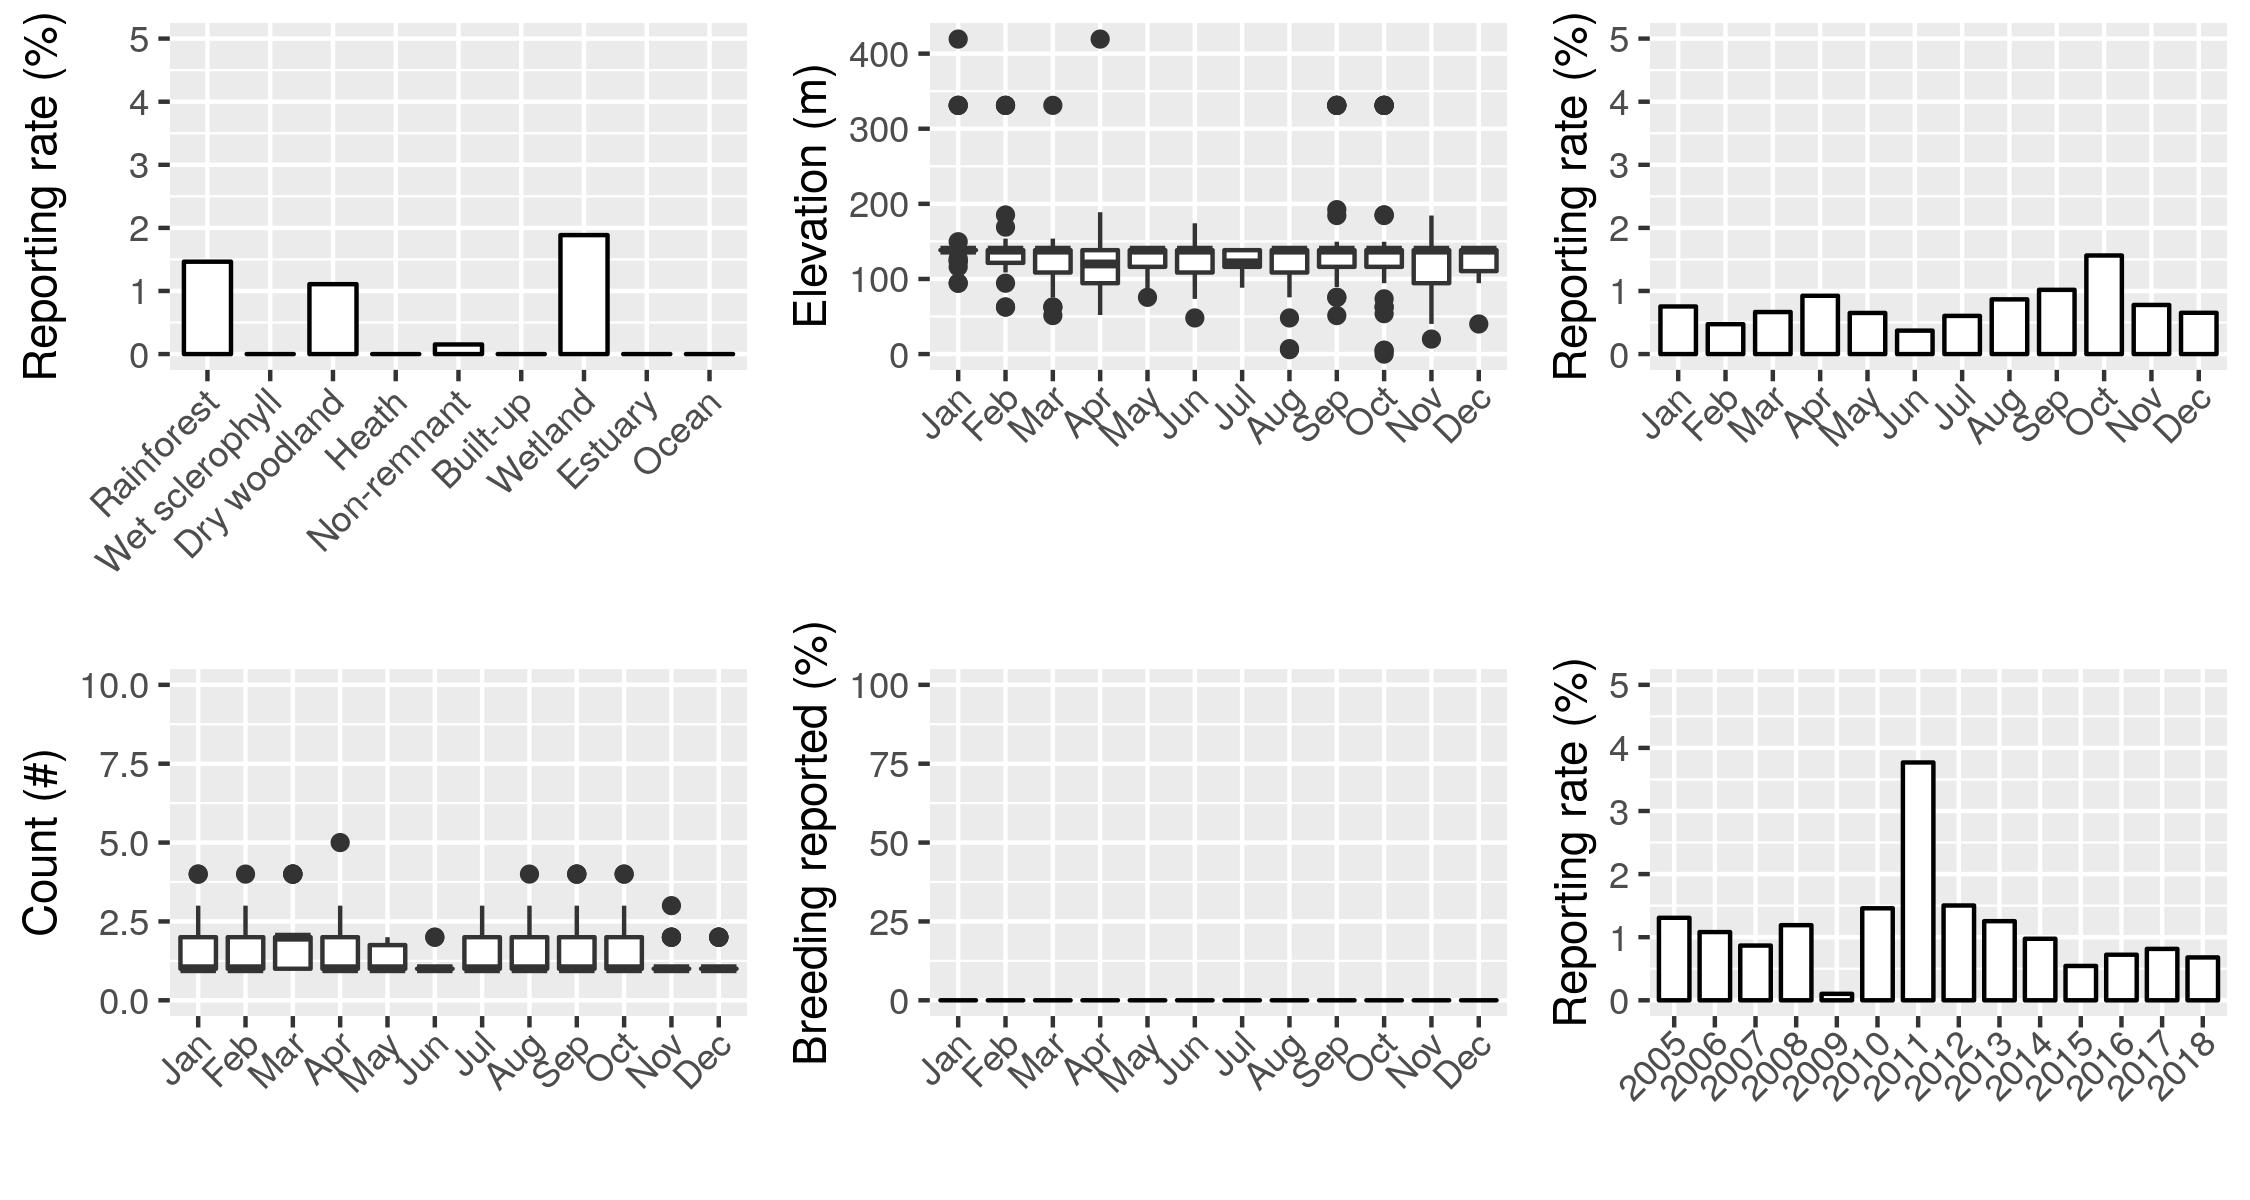 Reporting rate (%)
5
4
3
2
1
0
Rainforest
Wet sclerophyll
Dry woodland
Heath
Non-remnant
Built-up
Wetland
Estuary
Ocean
Elevation (m)
400
300
200
100
0
Jan
Feb
Mar
Apr
May
Jun
Jul
Aug
Sep
Oct
Nov
Dec
Reporting rate (%)
5
4
3
2
1
0
Jan
Feb
Mar
Apr
May
Jun
Jul
Aug
Sep
Oct
Nov
Dec
Count (#)
10.0
7.5
5.0
2.5
0.0
Jan
Feb
Mar
Apr
May
Jun
Jul
Aug
Sep
Oct
Nov
Dec
Breeding reported (%)
100
75
50
25
0
Jan
Feb
Mar
Apr
May
Jun
Jul
Aug
Sep
Oct
Nov
Dec
Reporting rate (%)
5
4
3
2
1
0
2005
2006
2007
2008
2009
2010
2011
2012
2013
2014
2015
2016
2017
2018